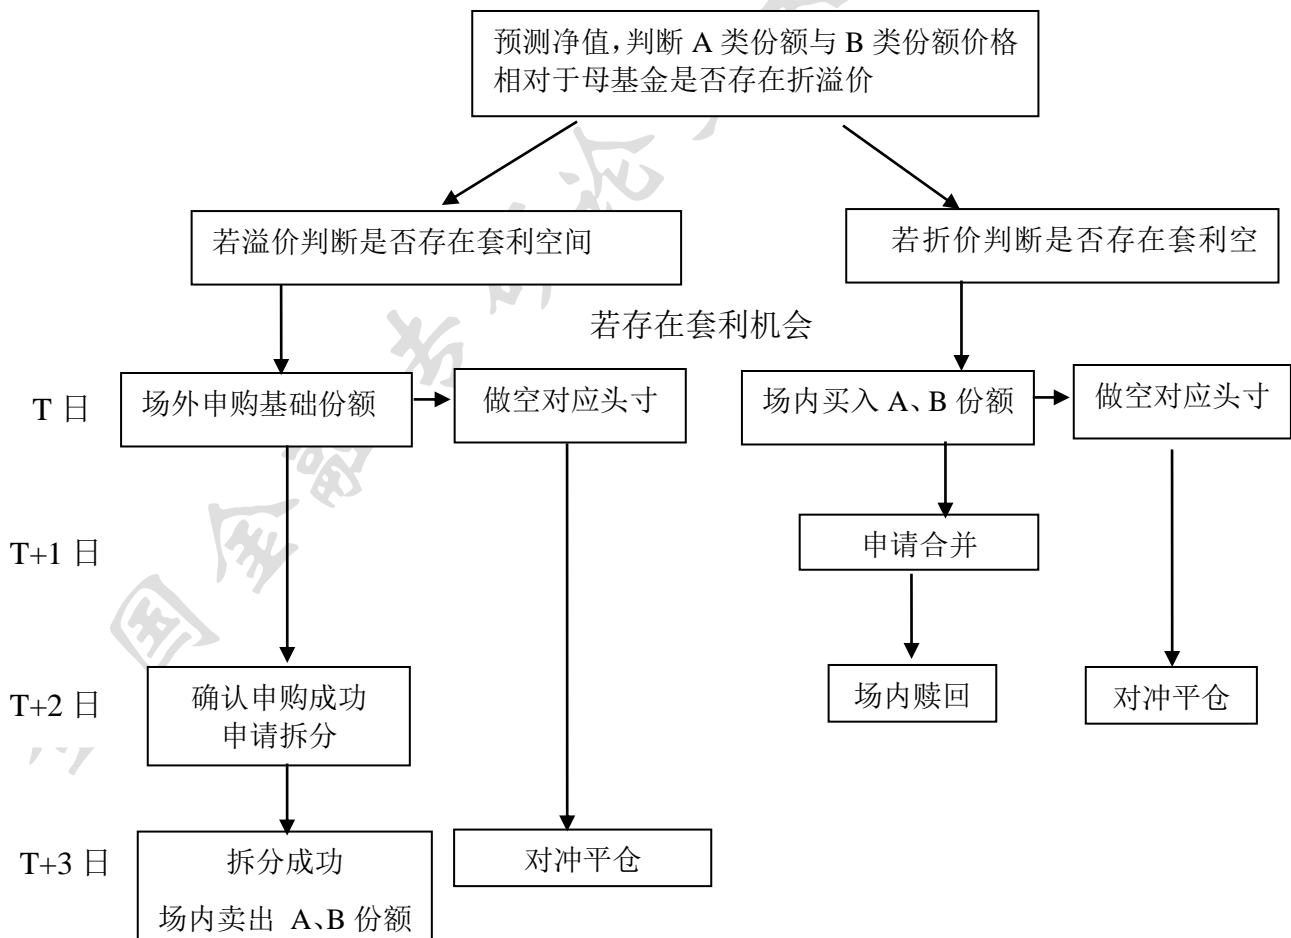 预测净值,判断 A 类份额与 B 类份额价格
相对于母基金是否存在折溢价
若溢价判断是否存在套利空间
若折价判断是否存在套利空
若存在套利机会
T 日
场外申购基础份额
做空对应头寸
场内买入 A、B 份额
做空对应头寸
T+1 日
申请合并
T+2 日
确认申购成功
申请拆分
场内赎回
对冲平仓
T+3 日
拆分成功
场内卖出 A、B 份额
对冲平仓